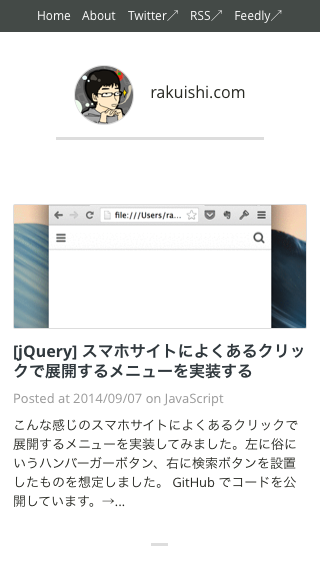 Home About Twitter↗ RSS↗ Feedly↗
rakuishi.com
file:///Users/ra...
[jQuery] スマホサイトによくあるクリッ
クで展開するメニューを実装する
Posted at 2014/09/07 on JavaScript
こんな感じのスマホサイトによくあるクリックで
展開するメニューを実装してみました。左に俗に
いうハンバーガーボタン、右に検索ボタンを設置
したものを想定しました。 GitHub でコードを公
開しています。→...